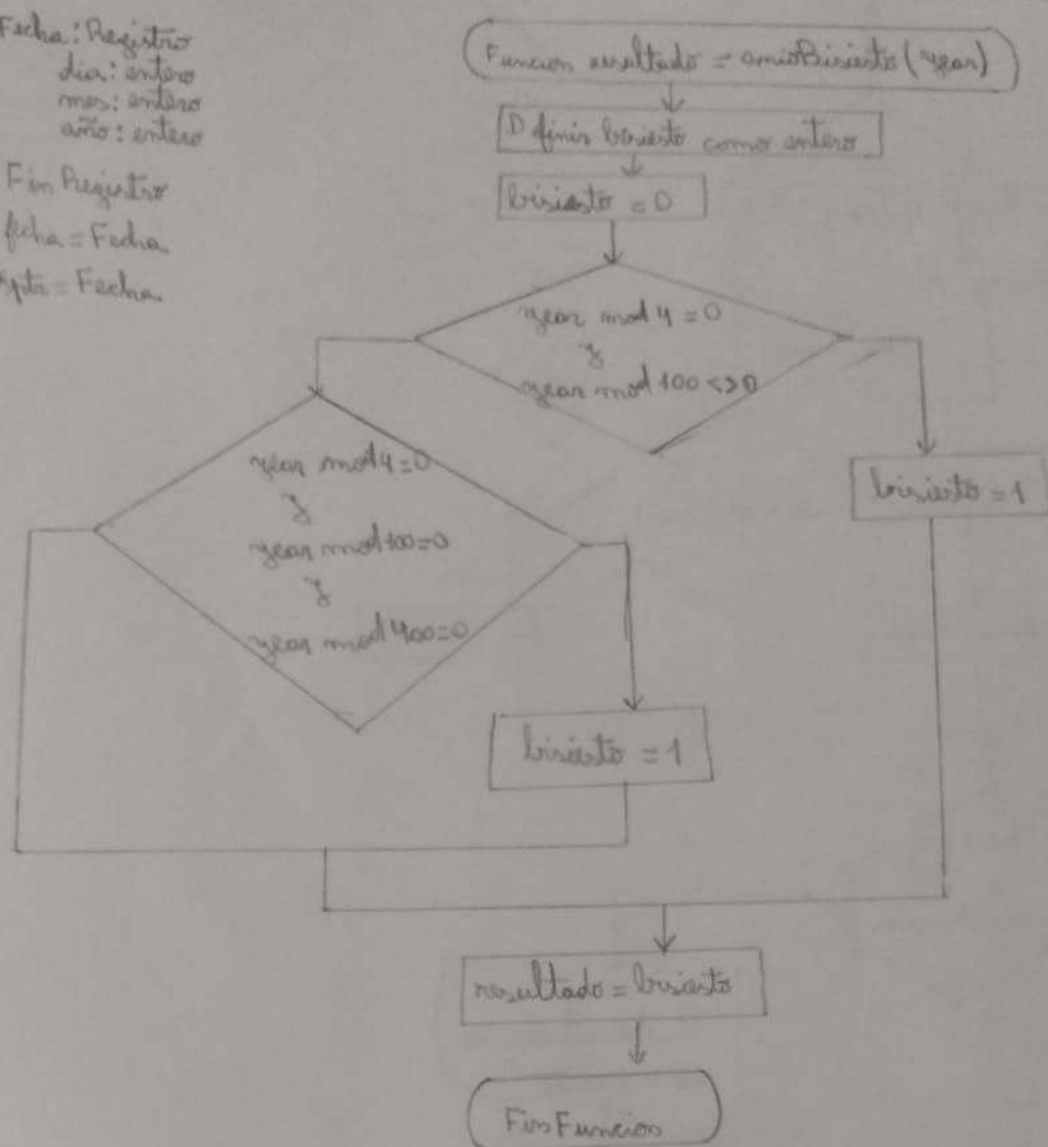 Fecha: Registro
dia: entero
mes: entero
año: entero
Fin Registro
fecha = Fecha
= Fecha
Funcion resultado = anioBisiesto (year)
Definir bisiesto como entero
bisiesto = 0
year mod 4 = 0
y
year mod 100 <> 0
year mod 4 = 0
y
year mod 100 = 0
y
year mod 400 = 0
bisiesto = 1
bisiesto = 1
resultado = bisiesto
Fin Funcion